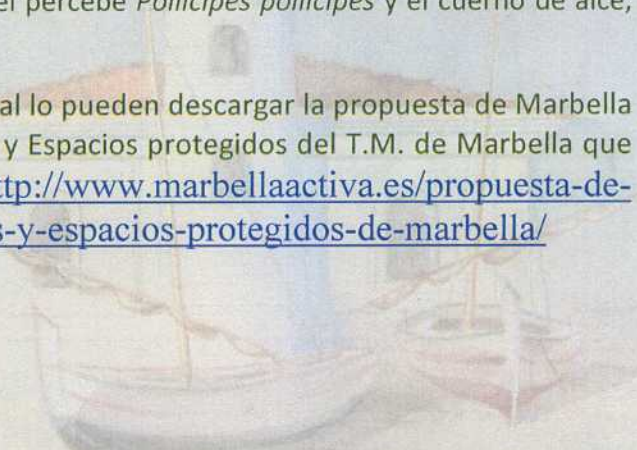 el percebe Pollicipes pollicipes y el cuerno de alce,
al lo pueden descargar la propuesta de Marbella
y Espacios protegidos del T.M. de Marbella que
ttp://www.marbellaactiva.es/propuesta-de-
s-y-espacios-protegidos-de-marbella/